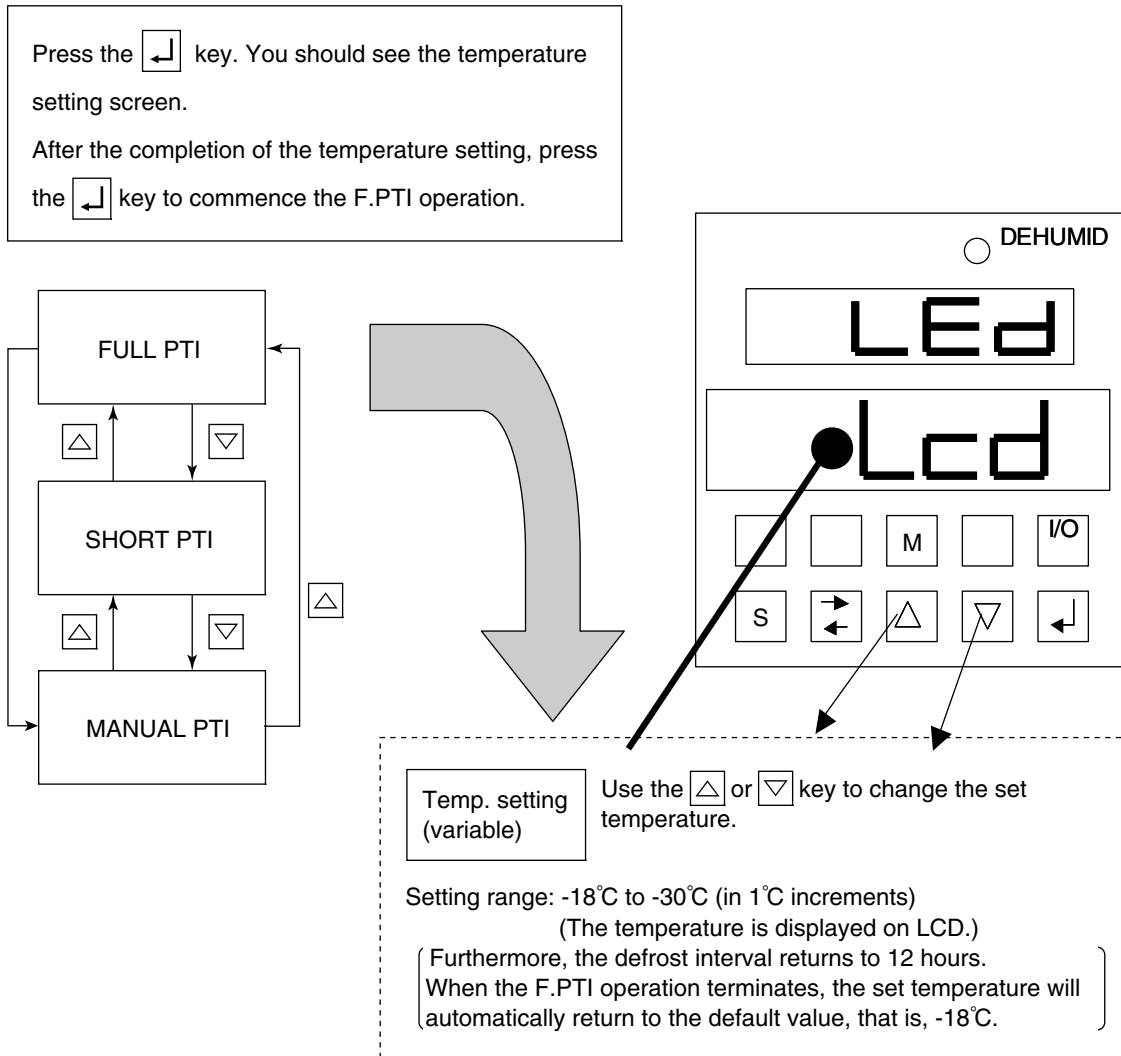 Press the ↵ key. You should see the temperature
setting screen.
After the completion of the temperature setting, press
the ↵ key to commence the F.PTI operation.
DEHUMID
LEd
Lcd
FULL PTI
△ ▽
SHORT PTI
△ ▽
△
MANUAL PTI
M I/O
S ⇄ △ ▽ ↵
Temp. setting
(variable)
Use the △ or ▽ key to change the set
temperature.
Setting range: -18℃ to -30℃ (in 1℃ increments)
(The temperature is displayed on LCD.)
Furthermore, the defrost interval returns to 12 hours.
When the F.PTI operation terminates, the set temperature will
automatically return to the default value, that is, -18℃.